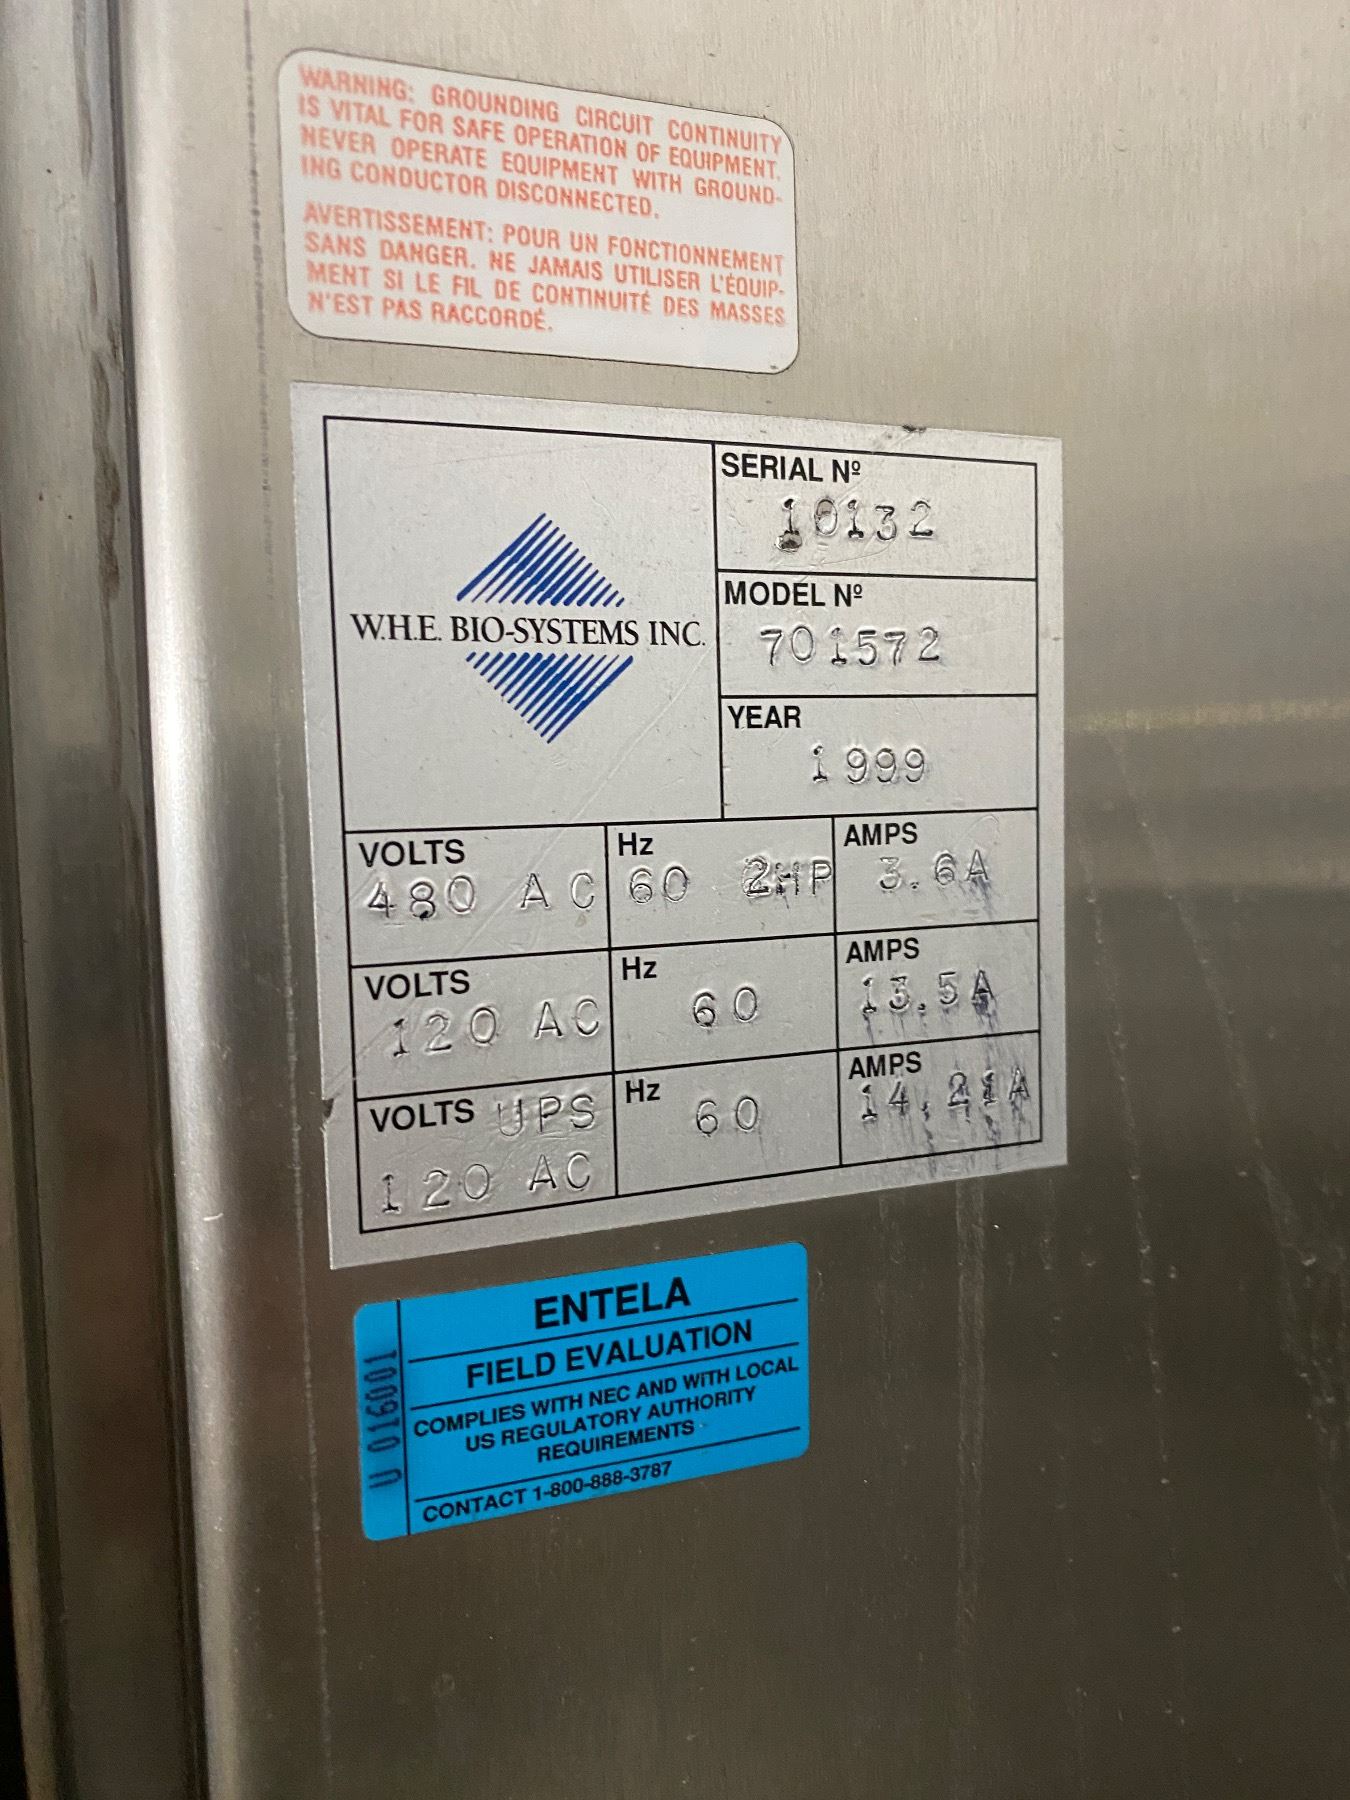 WARNING: GROUNDING CIRCUIT CONTINUITY
IS VITAL FOR SAFE OPERATION OF EQUIPMENT.
NEVER OPERATE EQUIPMENT WITH GROUND-
ING CONDUCTOR DISCONNECTED.
AVERTISSEMENT: POUR UN FONCTIONNEMENT
SANS DANGER. NE JAMAIS UTILISER L'ÉQUIP-
MENT SI LE FIL DE CONTINUITÉ DES MASSES
N'EST PAS RACCORDÉ.
W.H.E. BIO-SYSTEMS INC.
SERIAL Nº
10132
MODEL Nº
701572
YEAR
1999
VOLTS
480 AC
Hz
60 2HP
AMPS
3.6A
VOLTS
120 AC
Hz
60
AMPS
13.5A
VOLTS UPS
120 AC
Hz
60
AMPS
14.21A
U 016001
ENTELA
FIELD EVALUATION
COMPLIES WITH NEC AND WITH LOCAL
US REGULATORY AUTHORITY
REQUIREMENTS
CONTACT 1-800-888-3787